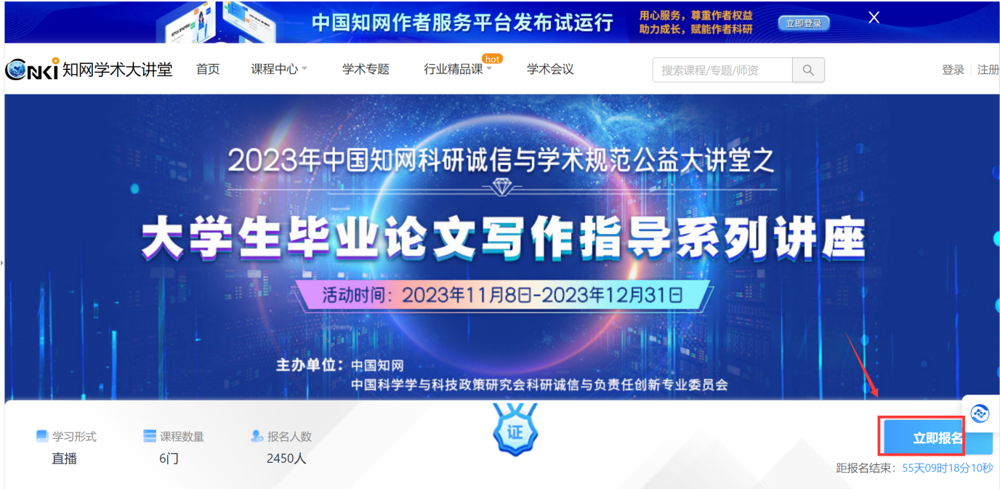 中国知网作者服务平台发布试运行
用心服务，尊重作者权益
助力成长，赋能作者科研
立即登录
X
CNKI 知网学术大讲堂
首页
课程中心
学术专题
行业精品课
hot
学术会议
搜索课程/专题/师资
登录
注册
2023年中国知网科研诚信与学术规范公益大讲堂之
大学生毕业论文写作指导系列讲座
活动时间：2023年11月8日-2023年12月31日
主办单位：中国知网
中国科学学与科技政策研究会科研诚信与负责任创新专业委员会
学习形式
直播
课程数量
6门
报名人数
2450人
证
立即报名
距报名结束：55天09时18分10秒